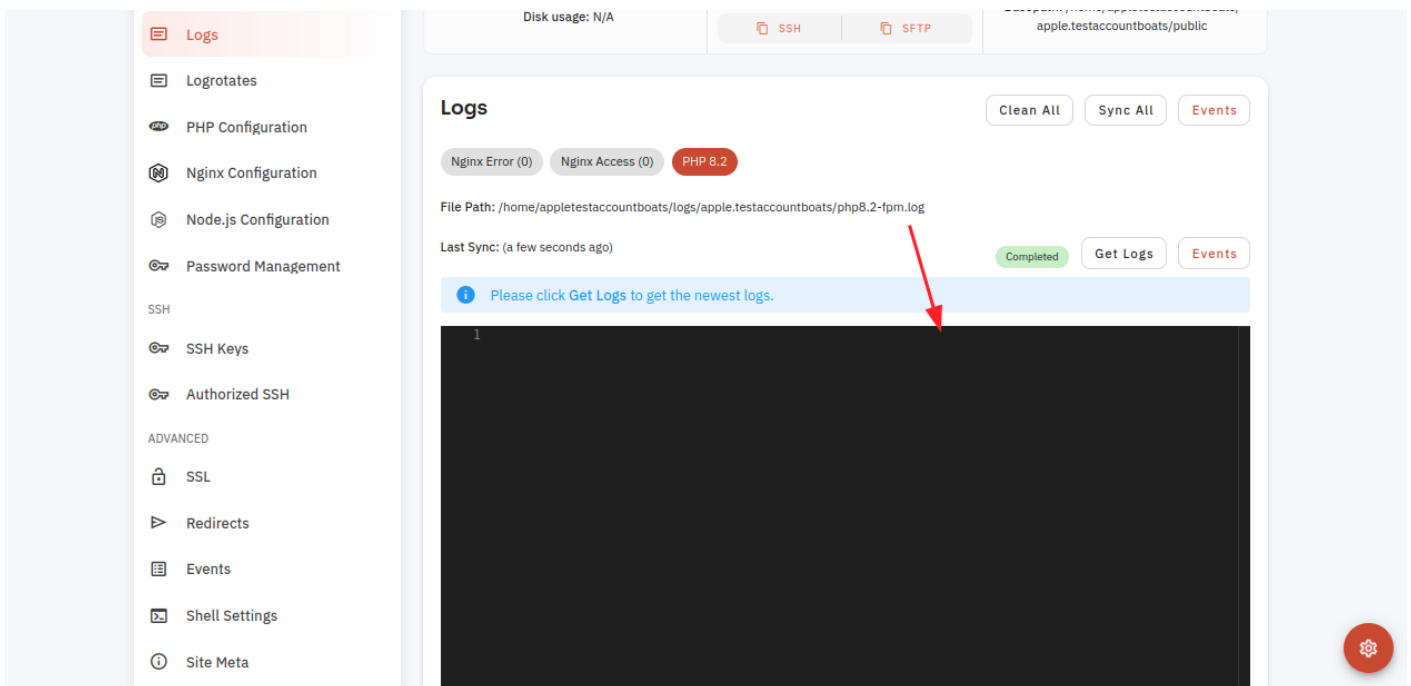 Logs
Logrotates
PHP Configuration
Nginx Configuration
Node.js Configuration
Password Management
SSH
SSH Keys
Authorized SSH
ADVANCED
SSL
Redirects
Events
Shell Settings
Site Meta
Disk usage: N/A
SSH
SFTP
apple.testaccountboats/public
Logs
Clean All
Sync All
Events
Nginx Error (0)
Nginx Access (0)
PHP 8.2
File Path: /home/appletestaccountboats/logs/apple.testaccountboats/php8.2-fpm.log
Last Sync: (a few seconds ago)
Completed
Get Logs
Events
Please click Get Logs to get the newest logs.
1